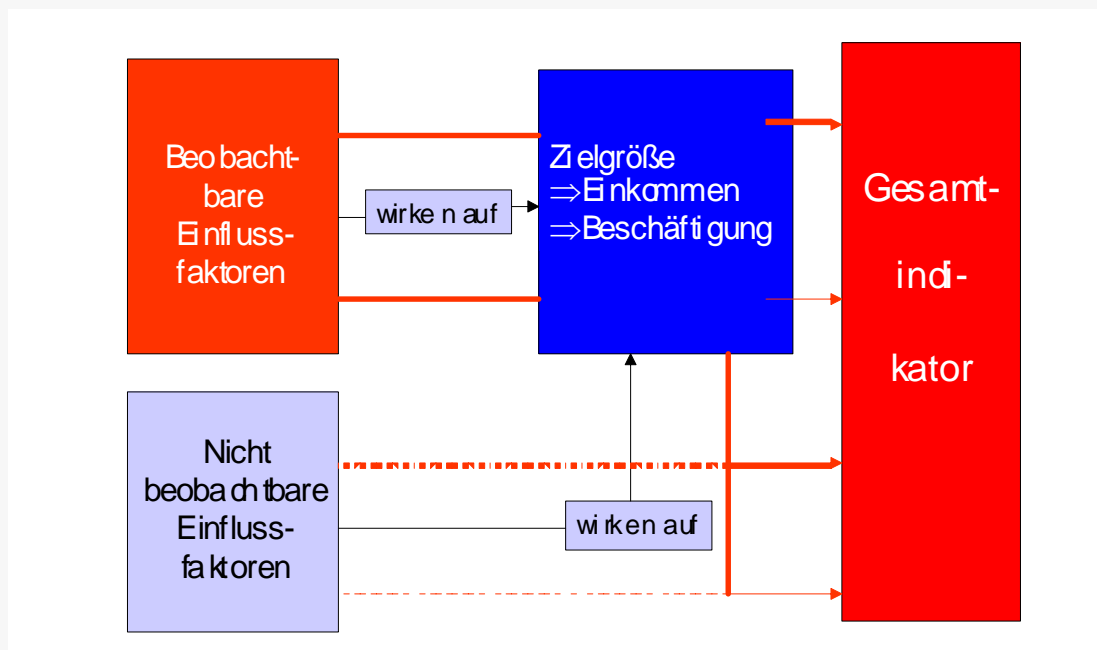 Beobacht-
bare
Einfluss-
faktoren
wirken auf
Zielgröße
⇒Einkommen
⇒Beschäftigung
Gesamt-
indi-
kator
Nicht
beobachtbare
Einfluss-
faktoren
wirken auf